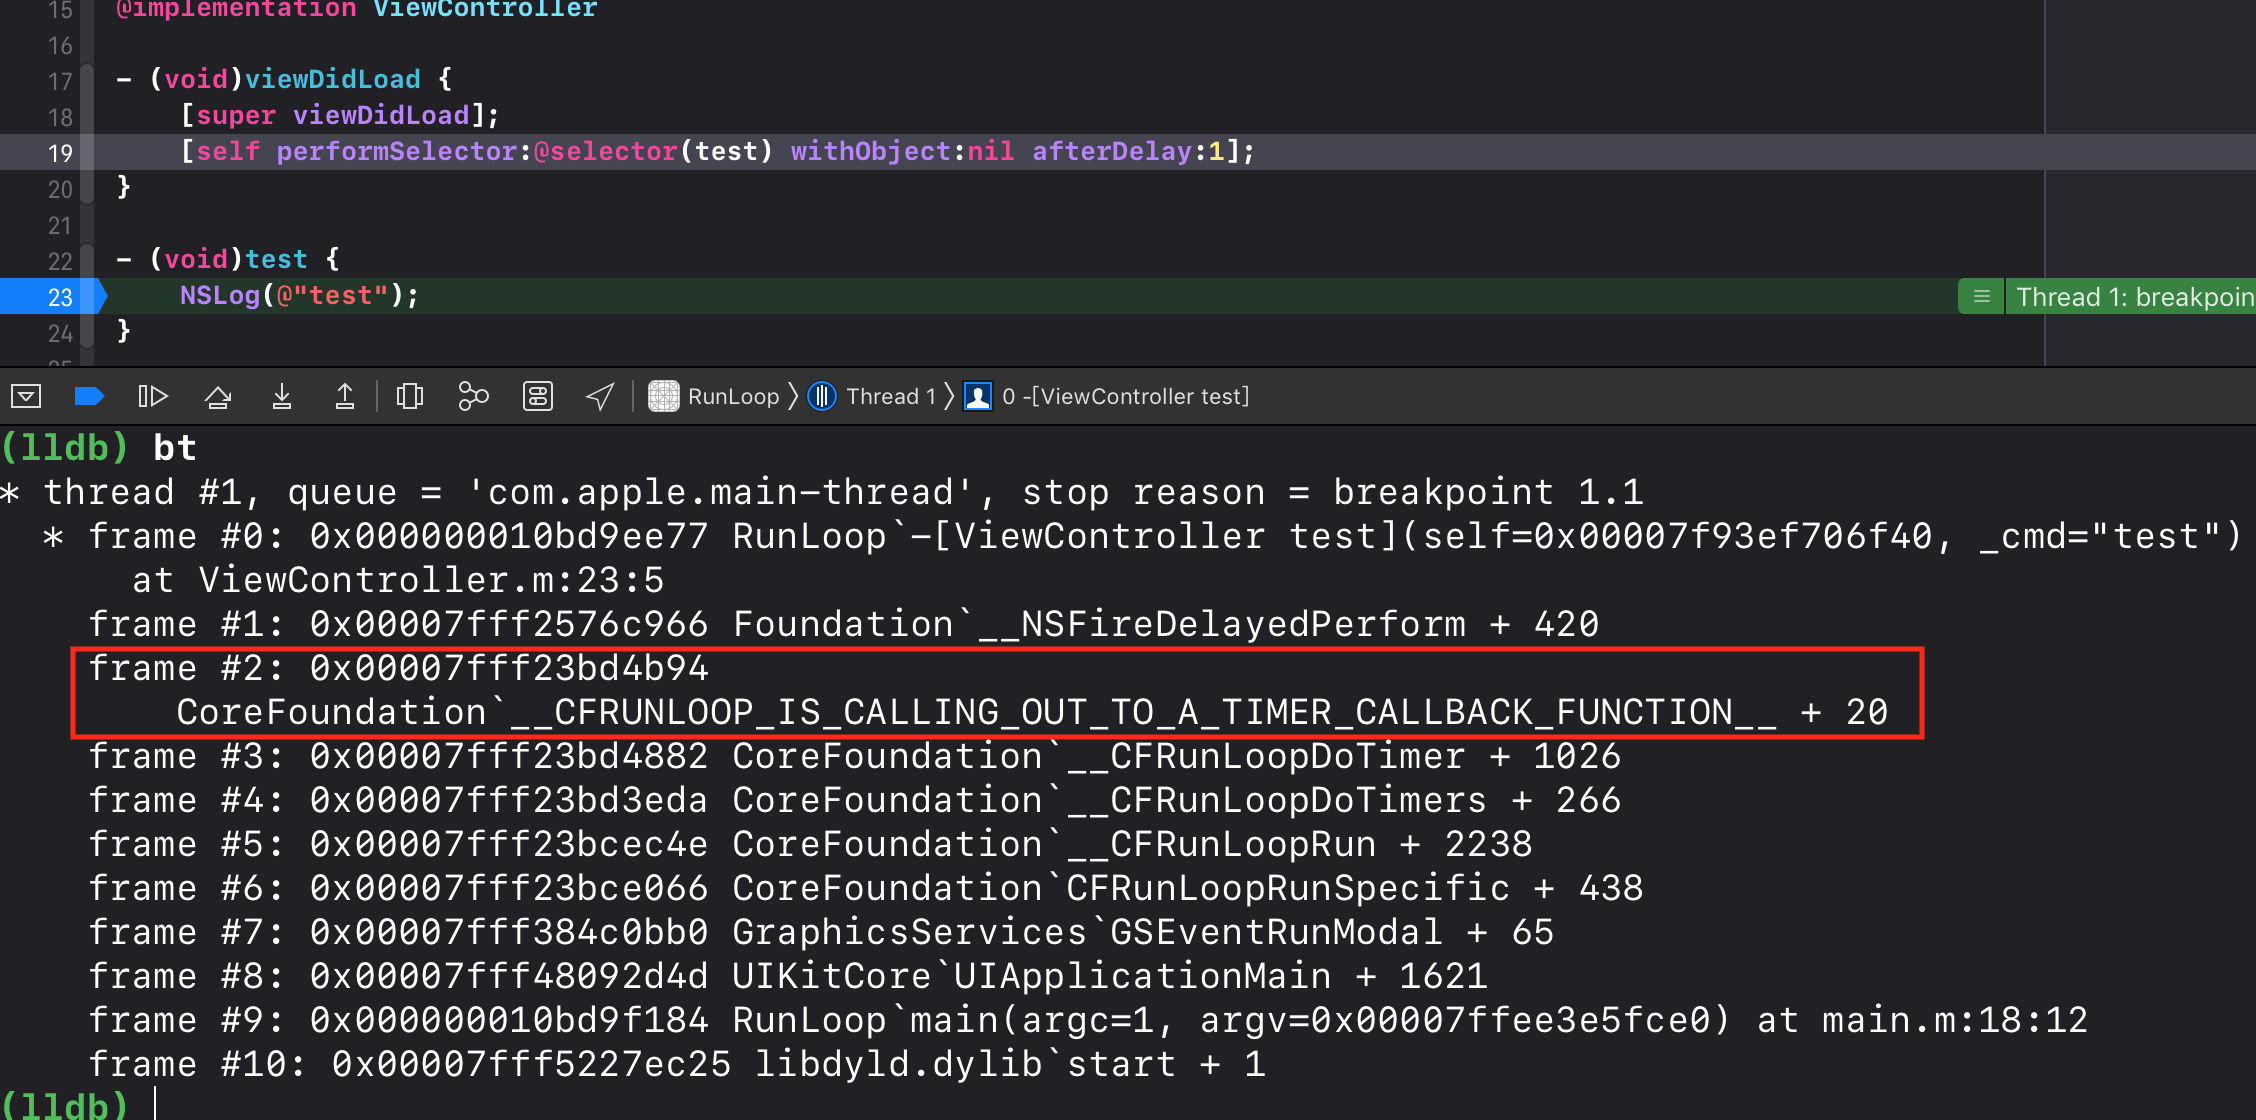 15 @implementation ViewController
16
17 - (void)viewDidLoad {
18 [super viewDidLoad];
19 [self performSelector:@selector(test) withObject:nil afterDelay:1];
20 }
21
22 - (void)test {
23 NSLog(@"test"); Thread 1: breakpoin
24 }
25
RunLoop 〉 Thread 1 〉 0 -[ViewController test]
(lldb) bt
* thread #1, queue = 'com.apple.main-thread', stop reason = breakpoint 1.1
* frame #0: 0x000000010bd9ee77 RunLoop`-[ViewController test](self=0x00007f93ef706f40, _cmd="test")
at ViewController.m:23:5
frame #1: 0x00007fff2576c966 Foundation`__NSFireDelayedPerform + 420
frame #2: 0x00007fff23bd4b94
CoreFoundation`__CFRUNLOOP_IS_CALLING_OUT_TO_A_TIMER_CALLBACK_FUNCTION__ + 20
frame #3: 0x00007fff23bd4882 CoreFoundation`__CFRunLoopDoTimer + 1026
frame #4: 0x00007fff23bd3eda CoreFoundation`__CFRunLoopDoTimers + 266
frame #5: 0x00007fff23bcec4e CoreFoundation`__CFRunLoopRun + 2238
frame #6: 0x00007fff23bce066 CoreFoundation`CFRunLoopRunSpecific + 438
frame #7: 0x00007fff384c0bb0 GraphicsServices`GSEventRunModal + 65
frame #8: 0x00007fff48092d4d UIKitCore`UIApplicationMain + 1621
frame #9: 0x000000010bd9f184 RunLoop`main(argc=1, argv=0x00007ffee3e5fce0) at main.m:18:12
frame #10: 0x00007fff5227ec25 libdyld.dylib`start + 1
(lldb)